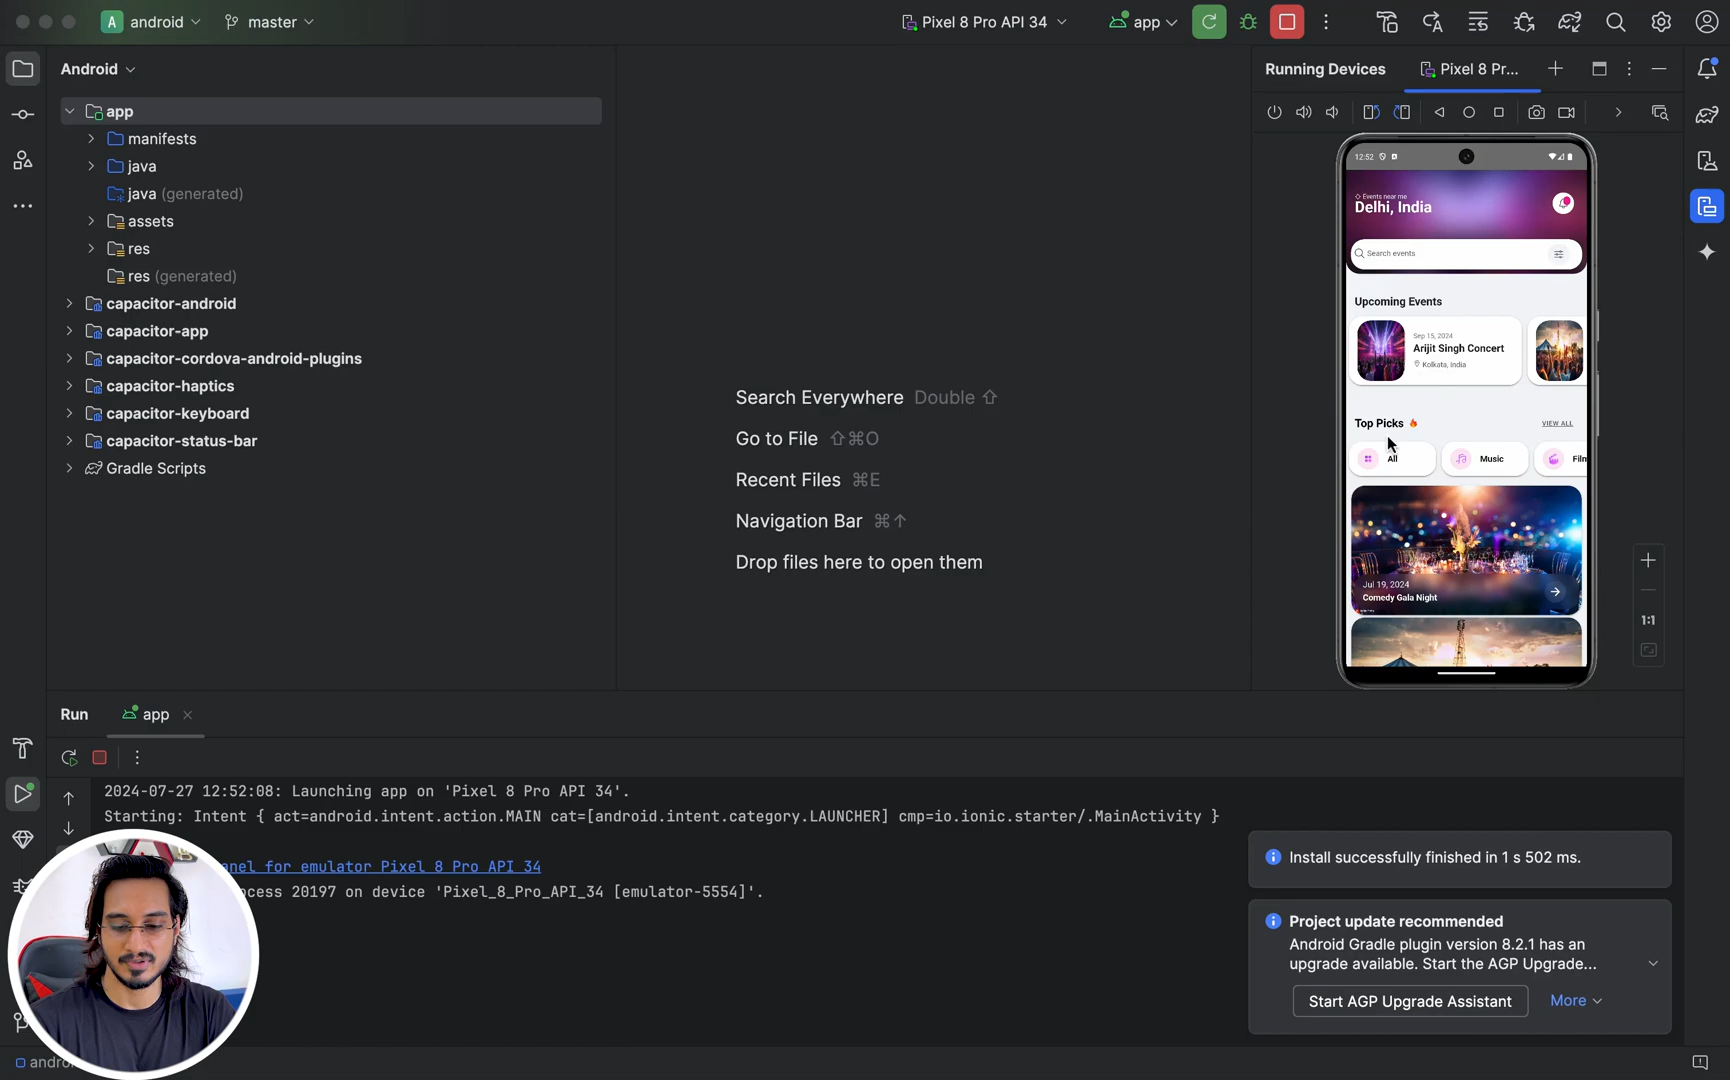 A android master
Pixel 8 Pro API 34 app
Android
app
manifests
java
java (generated)
assets
res
res (generated)
capacitor-android
capacitor-app
capacitor-cordova-android-plugins
capacitor-haptics
capacitor-keyboard
capacitor-status-bar
Gradle Scripts
Search Everywhere Double ⇧
Go to File ⇧⌘O
Recent Files ⌘E
Navigation Bar ⌘↑
Drop files here to open them
Running Devices Pixel 8 Pr...
12:52
Events near me
Delhi, India
Search events
Upcoming Events
Sep 15, 2024
Arijit Singh Concert
Kolkata, India
Top Picks
VIEW ALL
All Music Film
Jul 19, 2024
Comedy Gala Night
1:1
Run app
2024-07-27 12:52:08: Launching app on 'Pixel 8 Pro API 34'.
Starting: Intent { act=android.intent.action.MAIN cat=[android.intent.category.LAUNCHER] cmp=io.ionic.starter/.MainActivity }
anel for emulator Pixel 8 Pro API 34
ocess 20197 on device 'Pixel_8_Pro_API_34 [emulator-5554]'.
Install successfully finished in 1 s 502 ms.
Project update recommended
Android Gradle plugin version 8.2.1 has an
upgrade available. Start the AGP Upgrade...
Start AGP Upgrade Assistant More
andro